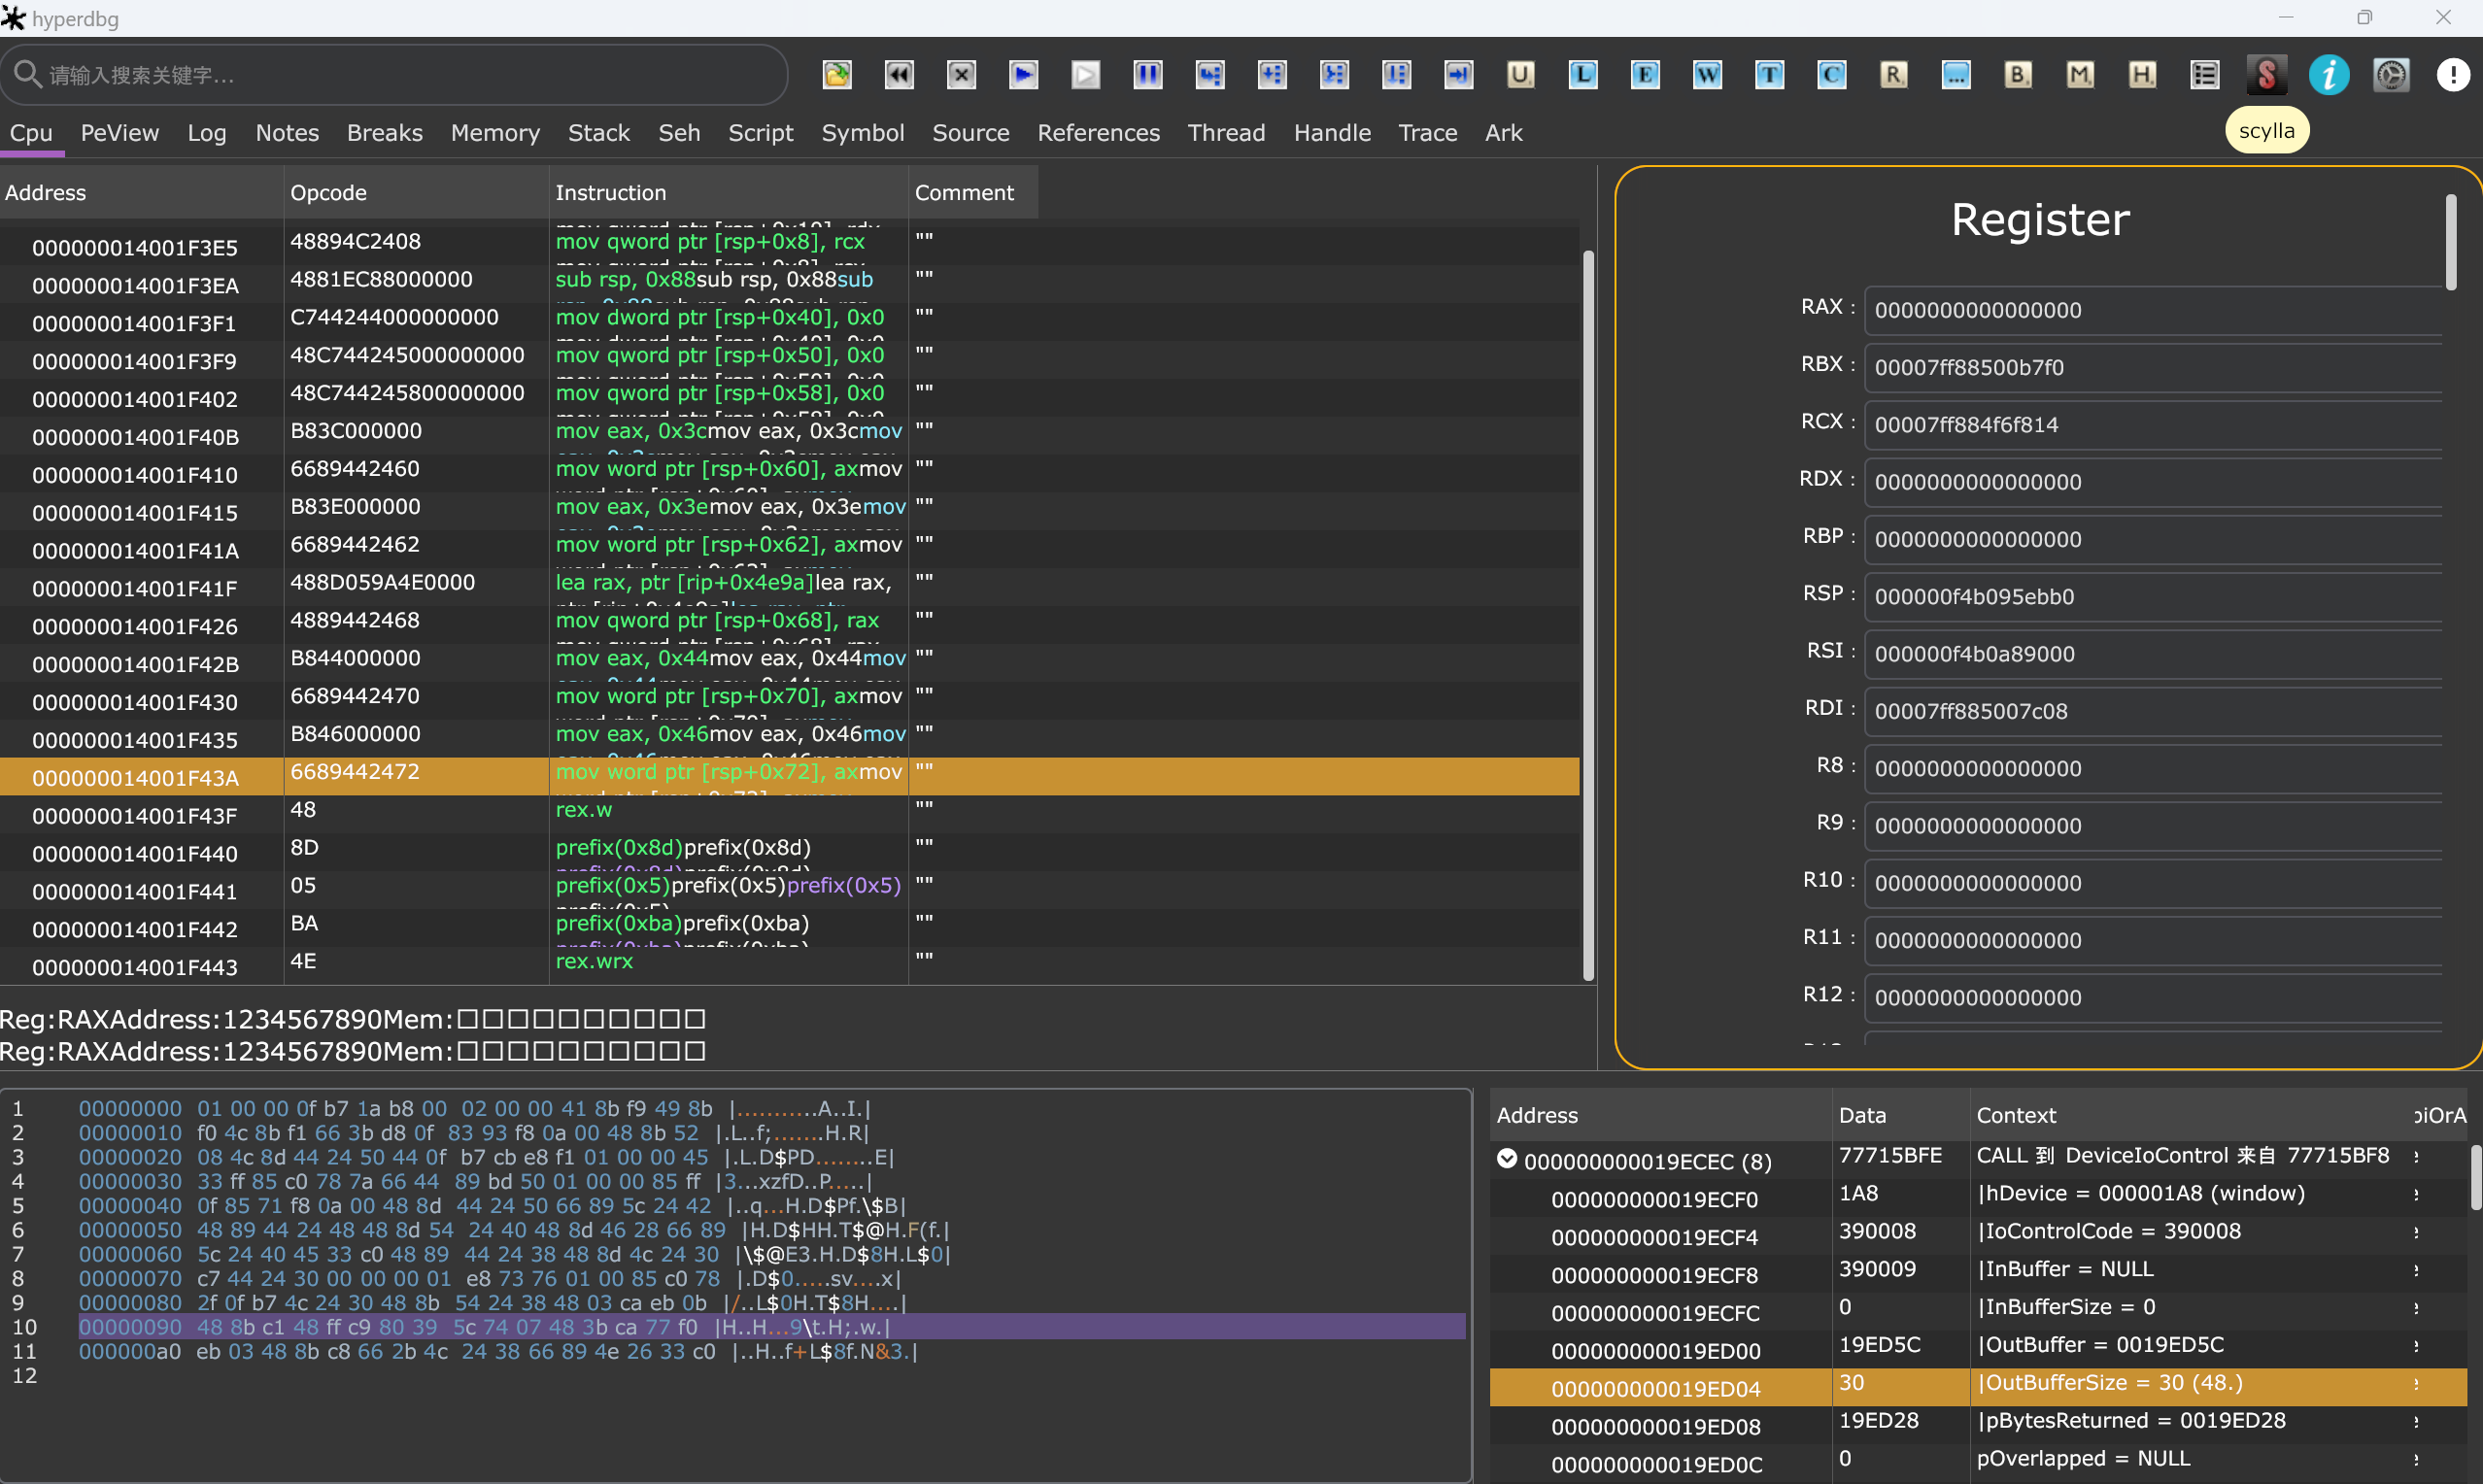 hyperdbg
请输入搜索关键字...
U. L E W T C R. ... B. M. H. S i !
Cpu PeView Log Notes Breaks Memory Stack Seh Script Symbol Source References Thread Handle Trace Ark
scylla
Address Opcode Instruction Comment
000000014001F3E5 48894C2408 mov qword ptr [rsp+0x8], rcx ""
000000014001F3EA 4881EC88000000 sub rsp, 0x88sub rsp, 0x88sub ""
000000014001F3F1 C744244000000000 mov dword ptr [rsp+0x40], 0x0 ""
000000014001F3F9 48C744245000000000 mov qword ptr [rsp+0x50], 0x0 ""
000000014001F402 48C744245800000000 mov qword ptr [rsp+0x58], 0x0 ""
000000014001F40B B83C000000 mov eax, 0x3cmov eax, 0x3cmov ""
000000014001F410 6689442460 mov word ptr [rsp+0x60], axmov ""
000000014001F415 B83E000000 mov eax, 0x3emov eax, 0x3emov ""
000000014001F41A 6689442462 mov word ptr [rsp+0x62], axmov ""
000000014001F41F 488D059A4E0000 lea rax, ptr [rip+0x4e9a]lea rax, ""
000000014001F426 4889442468 mov qword ptr [rsp+0x68], rax ""
000000014001F42B B844000000 mov eax, 0x44mov eax, 0x44mov ""
000000014001F430 6689442470 mov word ptr [rsp+0x70], axmov ""
000000014001F435 B846000000 mov eax, 0x46mov eax, 0x46mov ""
000000014001F43A 6689442472 mov word ptr [rsp+0x72], axmov ""
000000014001F43F 48 rex.w ""
000000014001F440 8D prefix(0x8d)prefix(0x8d) ""
000000014001F441 05 prefix(0x5)prefix(0x5)prefix(0x5) ""
000000014001F442 BA prefix(0xba)prefix(0xba) ""
000000014001F443 4E rex.wrx ""
Reg:RAXAddress:1234567890Mem:□□□□□□□□□□
Reg:RAXAddress:1234567890Mem:□□□□□□□□□□
Register
RAX : 0000000000000000
RBX : 00007ff88500b7f0
RCX : 00007ff884f6f814
RDX : 0000000000000000
RBP : 0000000000000000
RSP : 000000f4b095ebb0
RSI : 000000f4b0a89000
RDI : 00007ff885007c08
R8 : 0000000000000000
R9 : 0000000000000000
R10 : 0000000000000000
R11 : 0000000000000000
R12 : 0000000000000000
1 00000000 01 00 00 0f b7 1a b8 00 02 00 00 41 8b f9 49 8b |...........A..I.|
2 00000010 f0 4c 8b f1 66 3b d8 0f 83 93 f8 0a 00 48 8b 52 |.L..f;.......H.R|
3 00000020 08 4c 8d 44 24 50 44 0f b7 cb e8 f1 01 00 00 45 |.L.D$PD........E|
4 00000030 33 ff 85 c0 78 7a 66 44 89 bd 50 01 00 00 85 ff |3...xzfD..P.....|
5 00000040 0f 85 71 f8 0a 00 48 8d 44 24 50 66 89 5c 24 42 |..q...H.D$Pf.\$B|
6 00000050 48 89 44 24 48 48 8d 54 24 40 48 8d 46 28 66 89 |H.D$HH.T$@H.F(f.|
7 00000060 5c 24 40 45 33 c0 48 89 44 24 38 48 8d 4c 24 30 |\$@E3.H.D$8H.L$0|
8 00000070 c7 44 24 30 00 00 00 01 e8 73 76 01 00 85 c0 78 |.D$0.....sv....x|
9 00000080 2f 0f b7 4c 24 30 48 8b 54 24 38 48 03 ca eb 0b |/..L$0H.T$8H....|
10 00000090 48 8b c1 48 ff c9 80 39 5c 74 07 48 3b ca 77 f0 |H..H...9\t.H;.w.|
11 000000a0 eb 03 48 8b c8 66 2b 4c 24 38 66 89 4e 26 33 c0 |..H..f+L$8f.N&3.|
12
Address Data Context
000000000019ECEC (8) 77715BFE CALL 到 DeviceIoControl 来自 77715BF8
000000000019ECF0 1A8 |hDevice = 000001A8 (window)
000000000019ECF4 390008 |IoControlCode = 390008
000000000019ECF8 390009 |InBuffer = NULL
000000000019ECFC 0 |InBufferSize = 0
000000000019ED00 19ED5C |OutBuffer = 0019ED5C
000000000019ED04 30 |OutBufferSize = 30 (48.)
000000000019ED08 19ED28 |pBytesReturned = 0019ED28
000000000019ED0C 0 pOverlapped = NULL